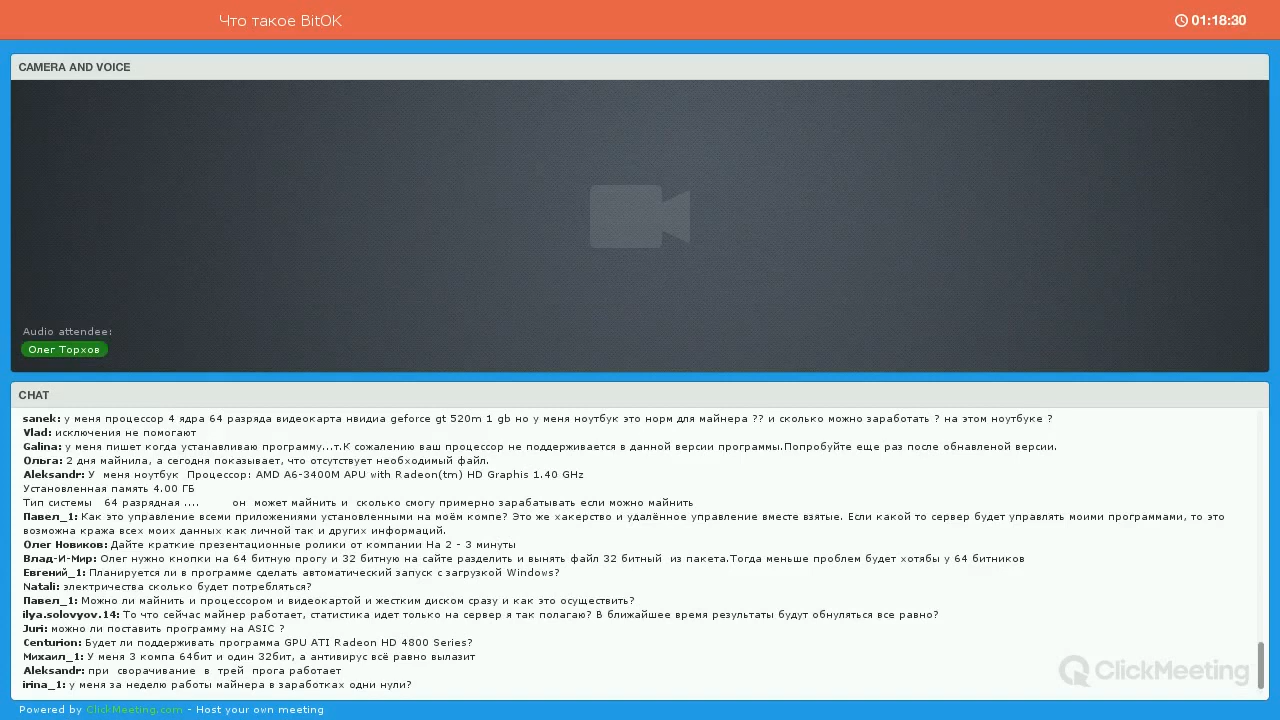 Что такое BitOK
01:18:30
CAMERA AND VOICE
Audio attendee:
Олег Торхов
CHAT
sanek: у меня процессор 4 ядра 64 разряда видеокарта нвидиа geforce gt 520m 1 gb но у меня ноутбук это норм для майнера ?? и сколько можно заработать ? на этом ноутбуке ?
Vlad: исключения не помогают
Galina: у меня пишет когда устанавливаю программу...т.К сожалению ваш процессор не поддерживается в данной версии программы.Попробуйте еще раз после обнавленой версии.
Ольга: 2 дня майнила, а сегодня показывает, что отсутствует необходимый файл.
Aleksandr: У меня ноутбук Процессор: AMD A6-3400M APU with Radeon(tm) HD Graphis 1.40 GHz
Установленная память 4.00 ГБ
Тип системы 64 разрядная .... он может майнить и сколько смогу примерно зарабатывать если можно майнить
Павел_1: Как это управление всеми приложениями установленными на моём компе? Это же хакерство и удалённое управление вместе взятые. Если какой то сервер будет управлять моими программами, то это
возможна кража всех моих данных как личной так и других информаций.
Олег Новиков: Дайте краткие презентационные ролики от компании На 2 - 3 минуты
Влад-И-Мир: Олег нужно кнопки на 64 битную прогу и 32 битную на сайте разделить и вынять файл 32 битный из пакета.Тогда меньше проблем будет хотябы у 64 битников
Евгений_1: Планируется ли в программе сделать автоматический запуск с загрузкой Windows?
Natali: электричества сколько будет потребляться?
Павел_1: Можно ли майнить и процессором и видеокартой и жестким диском сразу и как это осуществить?
ilya.solovyov.14: То что сейчас майнер работает, статистика идет только на сервер я так полагаю? В ближайшее время результаты будут обнуляться все равно?
Juri: можно ли поставить программу на ASIC ?
Centurion: Будет ли поддерживать программа GPU ATI Radeon HD 4800 Series?
Михаил_1: У меня 3 компа 64бит и один 32бит, а антивирус всё равно вылазит
Aleksandr: при сворачивание в трей прога работает
irina_1: у меня за неделю работы майнера в заработках одни нули?
ClickMeeting
Powered by ClickMeeting.com - Host your own meeting